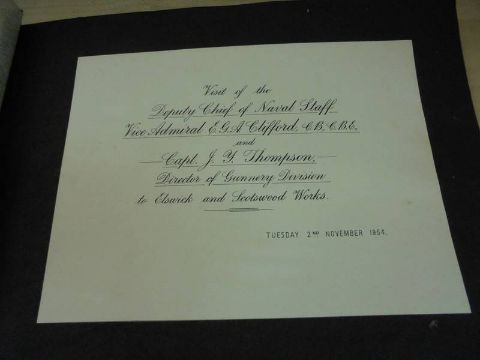 Visit of the
Deputy Chief of Naval Staff
Vice Admiral E.G.A Clifford, C.B., C.B.E,
and
Capt. J. Y. Thompson,
Director of Gunnery Division
to Elswick and Scotswood Works.
TUESDAY 2ND NOVEMBER 1954.